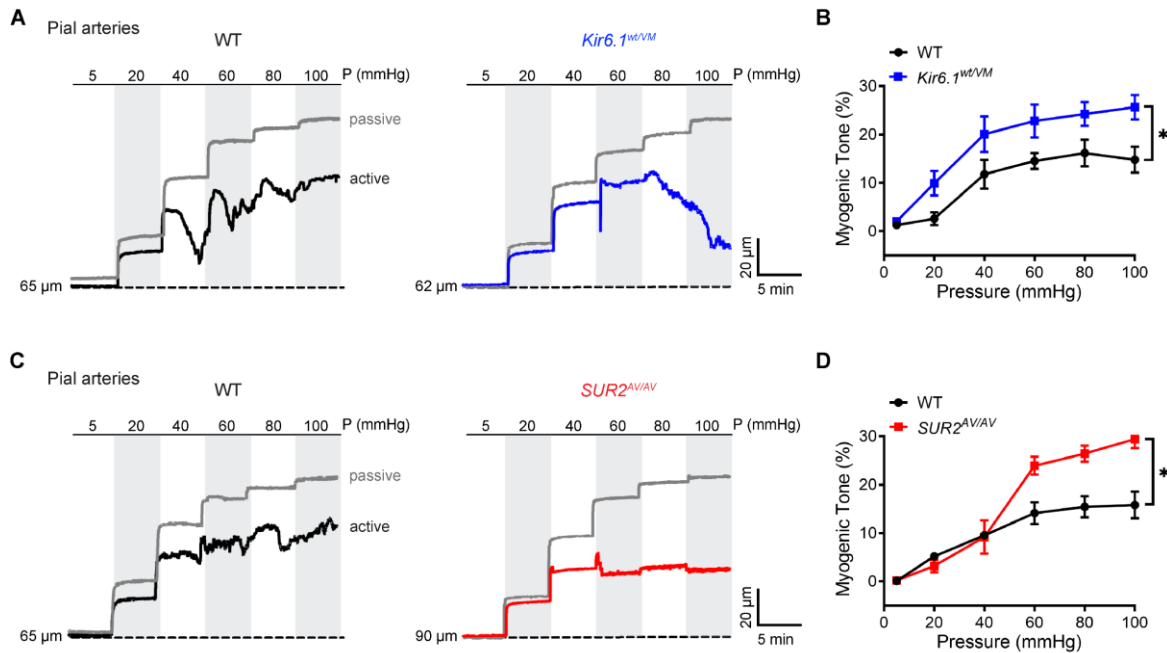 A
Pial arteries
WT
5 20 40 60 80 100 P (mmHg)
passive
active
65 µm
Kir6.1wt/VM
5 20 40 60 80 100 P (mmHg)
62 µm
20 µm
5 min
B
WT
Kir6.1wt/VM
Myogenic Tone (%)
30
20
10
0
*
0 20 40 60 80 100
Pressure (mmHg)
C
Pial arteries
WT
5 20 40 60 80 100 P (mmHg)
passive
active
65 µm
SUR2AV/AV
5 20 40 60 80 100 P (mmHg)
90 µm
20 µm
5 min
D
WT
SUR2AV/AV
Myogenic Tone (%)
30
20
10
0
*
0 20 40 60 80 100
Pressure (mmHg)